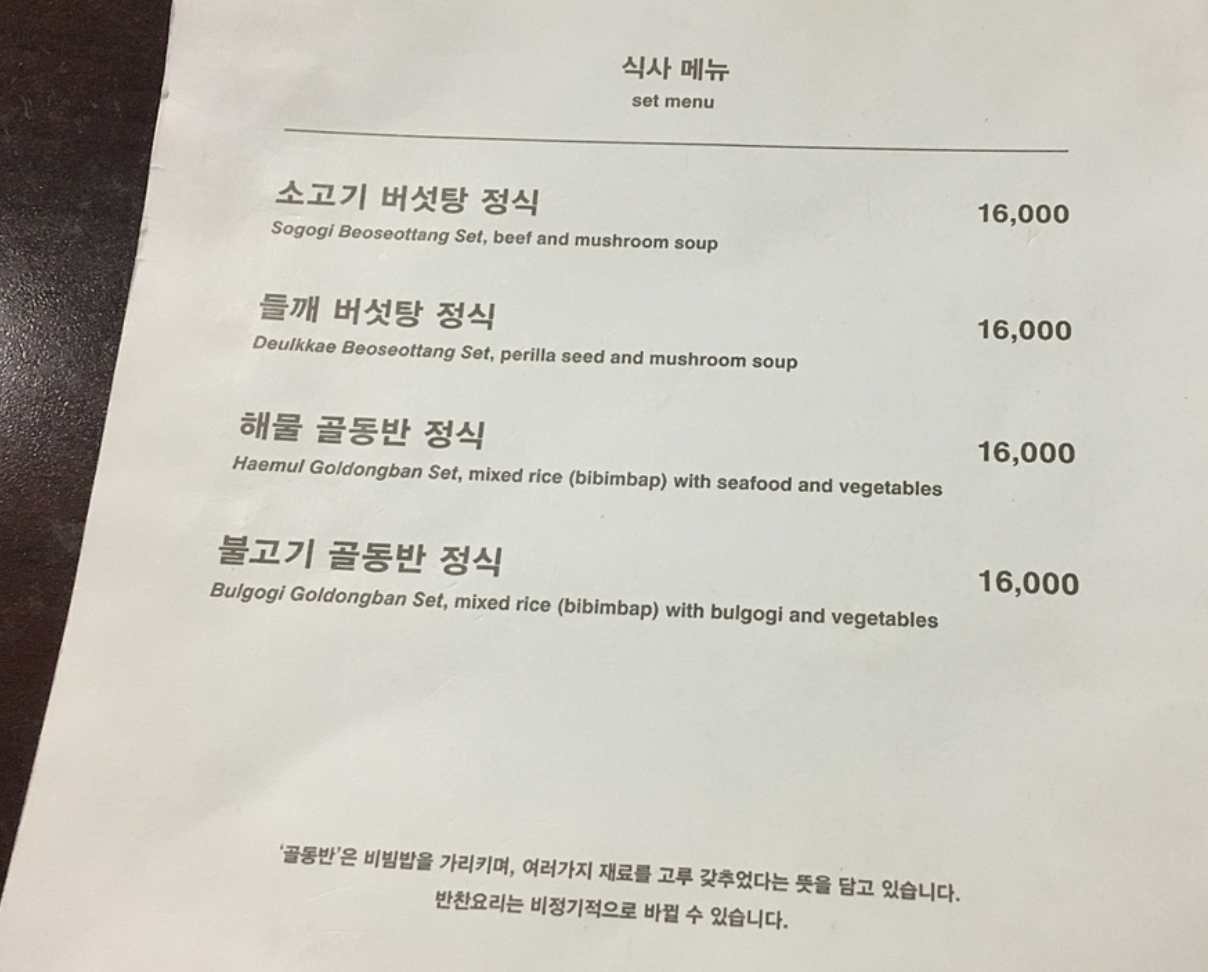 식사 메뉴
set menu
소고기 버섯탕 정식 16,000
Sogogi Beoseottang Set, beef and mushroom soup
들깨 버섯탕 정식 16,000
Deulkkae Beoseottang Set, perilla seed and mushroom soup
해물 골동반 정식 16,000
Haemul Goldongban Set, mixed rice (bibimbap) with seafood and vegetables
불고기 골동반 정식 16,000
Bulgogi Goldongban Set, mixed rice (bibimbap) with bulgogi and vegetables
‘골동반’은 비빔밥을 가리키며, 여러가지 재료를 고루 갖추었다는 뜻을 담고 있습니다.
반찬요리는 비정기적으로 바뀔 수 있습니다.